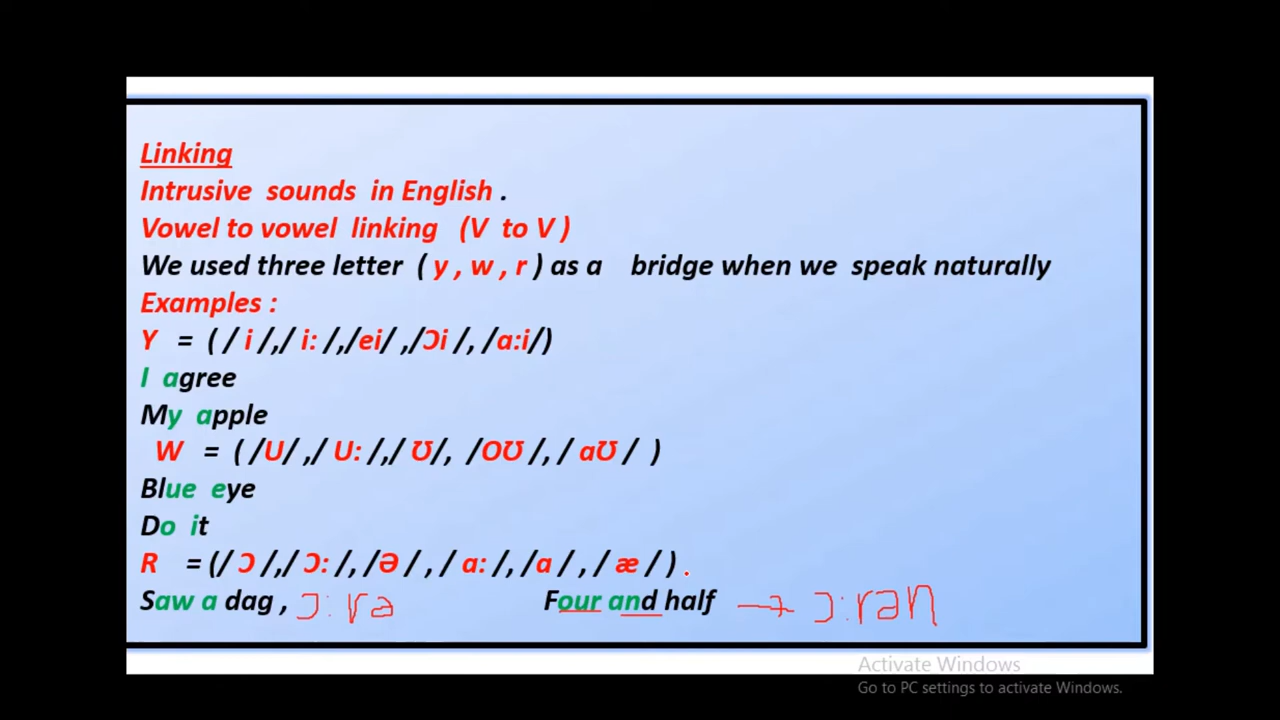 Linking
Intrusive sounds in English .
Vowel to vowel linking (V to V )
We used three letter ( y , w , r ) as a bridge when we speak naturally
Examples :
Y = ( / i /,/ i: /,/ei/ ,/Ɔi /, /a:i/)
I agree
My apple
W = ( /U/ ,/ U: /,/ Ʊ/, /OƱ /, / aƱ / )
Blue eye
Do it
R =(/ Ɔ /,/ Ɔ: /, /Ə / , / a: /, /a / , / æ / ) .
Saw a dag , ɔ: rə Four and half → ɔ:rən
Activate Windows
Go to PC settings to activate Windows.